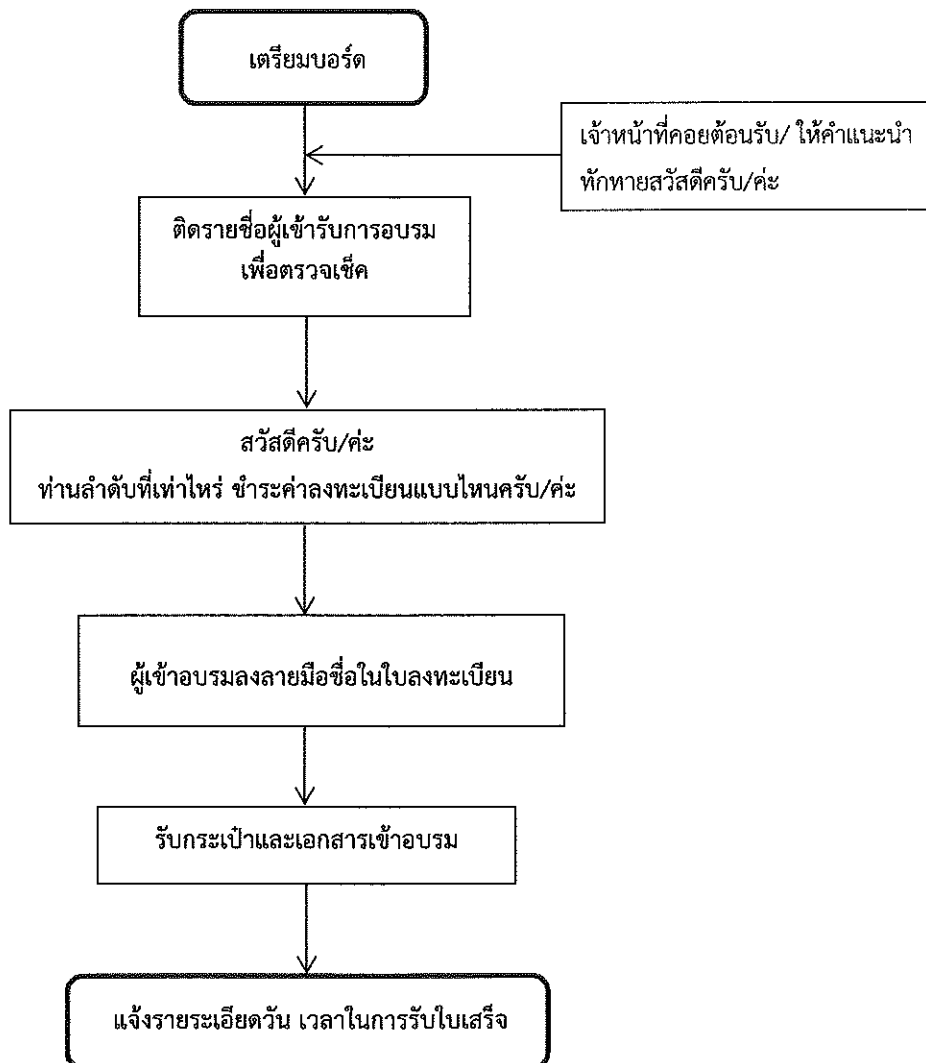 เตรียมบอร์ด
เจ้าหน้าที่คอยต้อนรับ/ ให้คำแนะนำ
ทักทายสวัสดีครับ/ค่ะ
ติดรายชื่อผู้เข้ารับการอบรม
เพื่อตรวจเช็ค
สวัสดีครับ/ค่ะ
ท่านลำดับที่เท่าไหร่ ชำระค่าลงทะเบียนแบบไหนครับ/ค่ะ
ผู้เข้าอบรมลงลายมือชื่อในใบลงทะเบียน
รับกระเป๋าและเอกสารเข้าอบรม
แจ้งรายระเอียดวัน เวลาในการรับใบเสร็จ